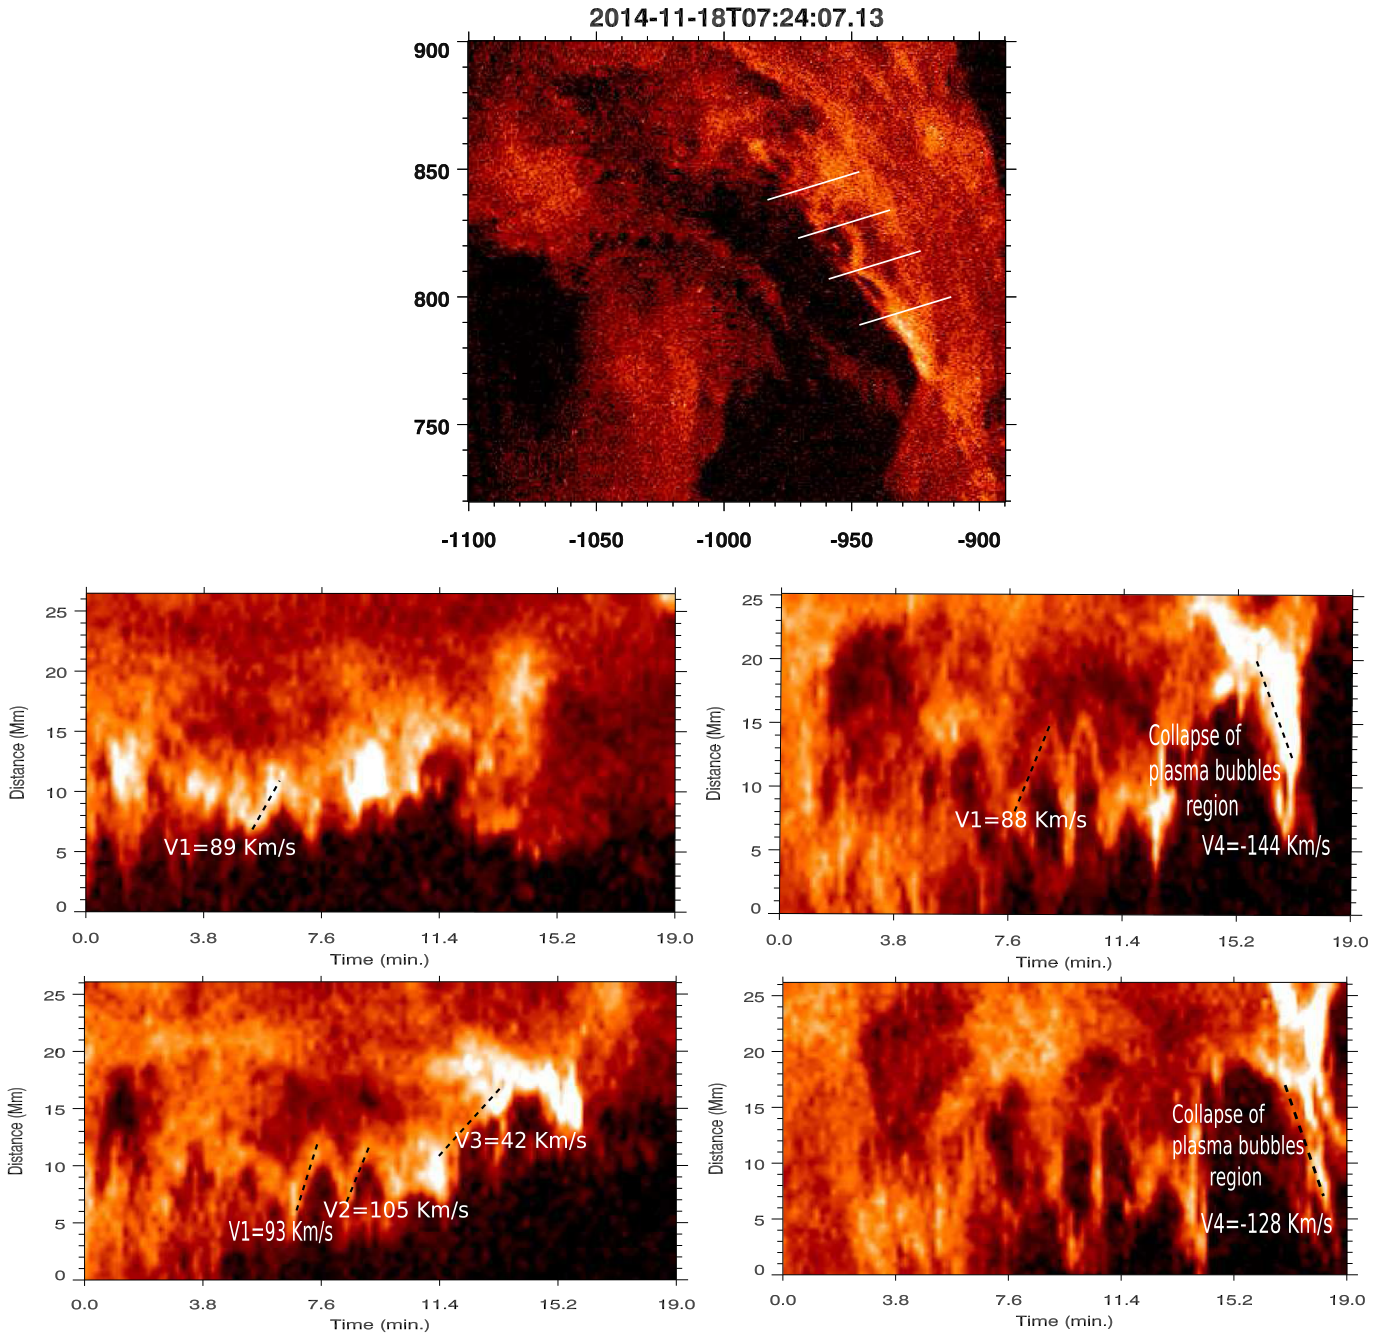 2014-11-18T07:24:07.13
900
850
800
750
-1100 -1050 -1000 -950 -900
25
20
15
10
5
0
Distance (Mm)
V1=89 Km/s
0.0 3.8 7.6 11.4 15.2 19.0
Time (min.)
25
20
15
10
5
0
Distance (Mm)
Collapse of
plasma bubbles
region
V1=88 Km/s
V4=-144 Km/s
0.0 3.8 7.6 11.4 15.2 19.0
Time (min.)
25
20
15
10
5
0
Distance (Mm)
V3=42 Km/s
V2=105 Km/s
V1=93 Km/s
0.0 3.8 7.6 11.4 15.2 19.0
Time (min.)
25
20
15
10
5
0
Distance (Mm)
Collapse of
plasma bubbles
region
V4=-128 Km/s
0.0 3.8 7.6 11.4 15.2 19.0
Time (min.)